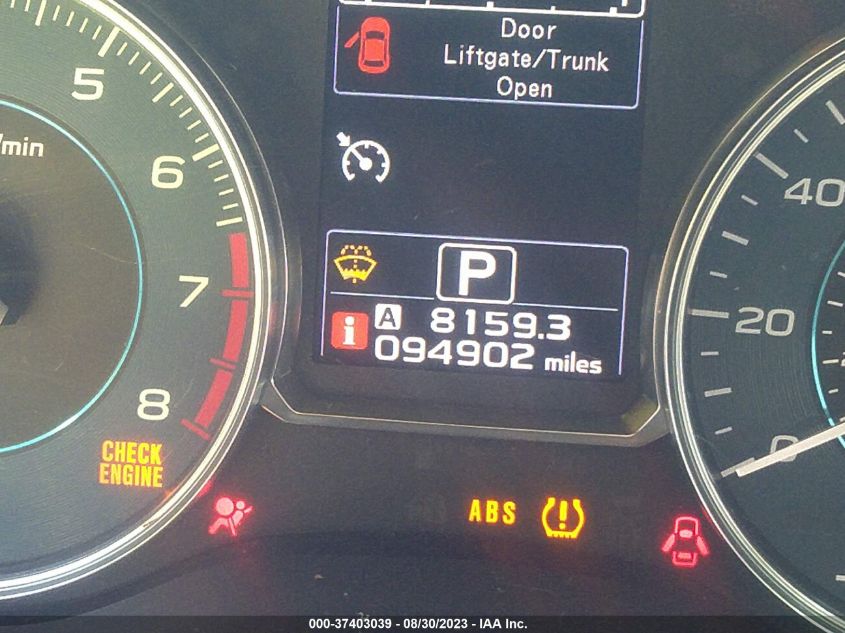 Door
Liftgate/Trunk
Open
5
/min
6
7
8
40
20
0
P
A 8159.3
i 094902 miles
CHECK
ENGINE
ABS
000-37403039 - 08/30/2023 - IAA Inc.